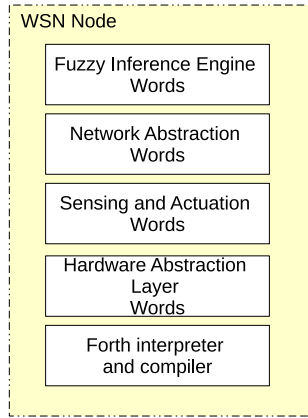 WSN Node
Fuzzy Inference Engine
Words
Network Abstraction
Words
Sensing and Actuation
Words
Hardware Abstraction
Layer
Words
Forth interpreter
and compiler